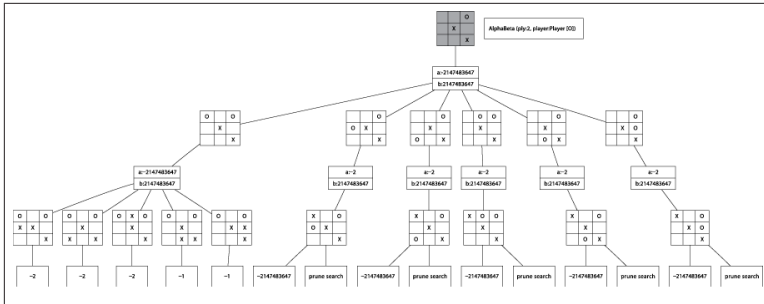 O
X
X
AlphaBeta (ply:2, player:Player [O])
a:-2147483647
b:2147483647
O O O O O O O O
X O X X X X X O
X X O X X O X X
a:-2147483647 a:-2 a:-2 a:-2 a:-2 a:-2
b:2147483647 b:2147483647 b:2147483647 b:2147483647 b:2147483647 b:2147483647
O O O O O X O O O O O X O X O X O O X O X O
X X X X X X X O X X X X X O
X X X X X X X X O X X O X X
-2 -2 -2 -1 -1 -2147483647 prune search -2147483647 prune search -2147483647 prune search -2147483647 prune search -2147483647 prune search